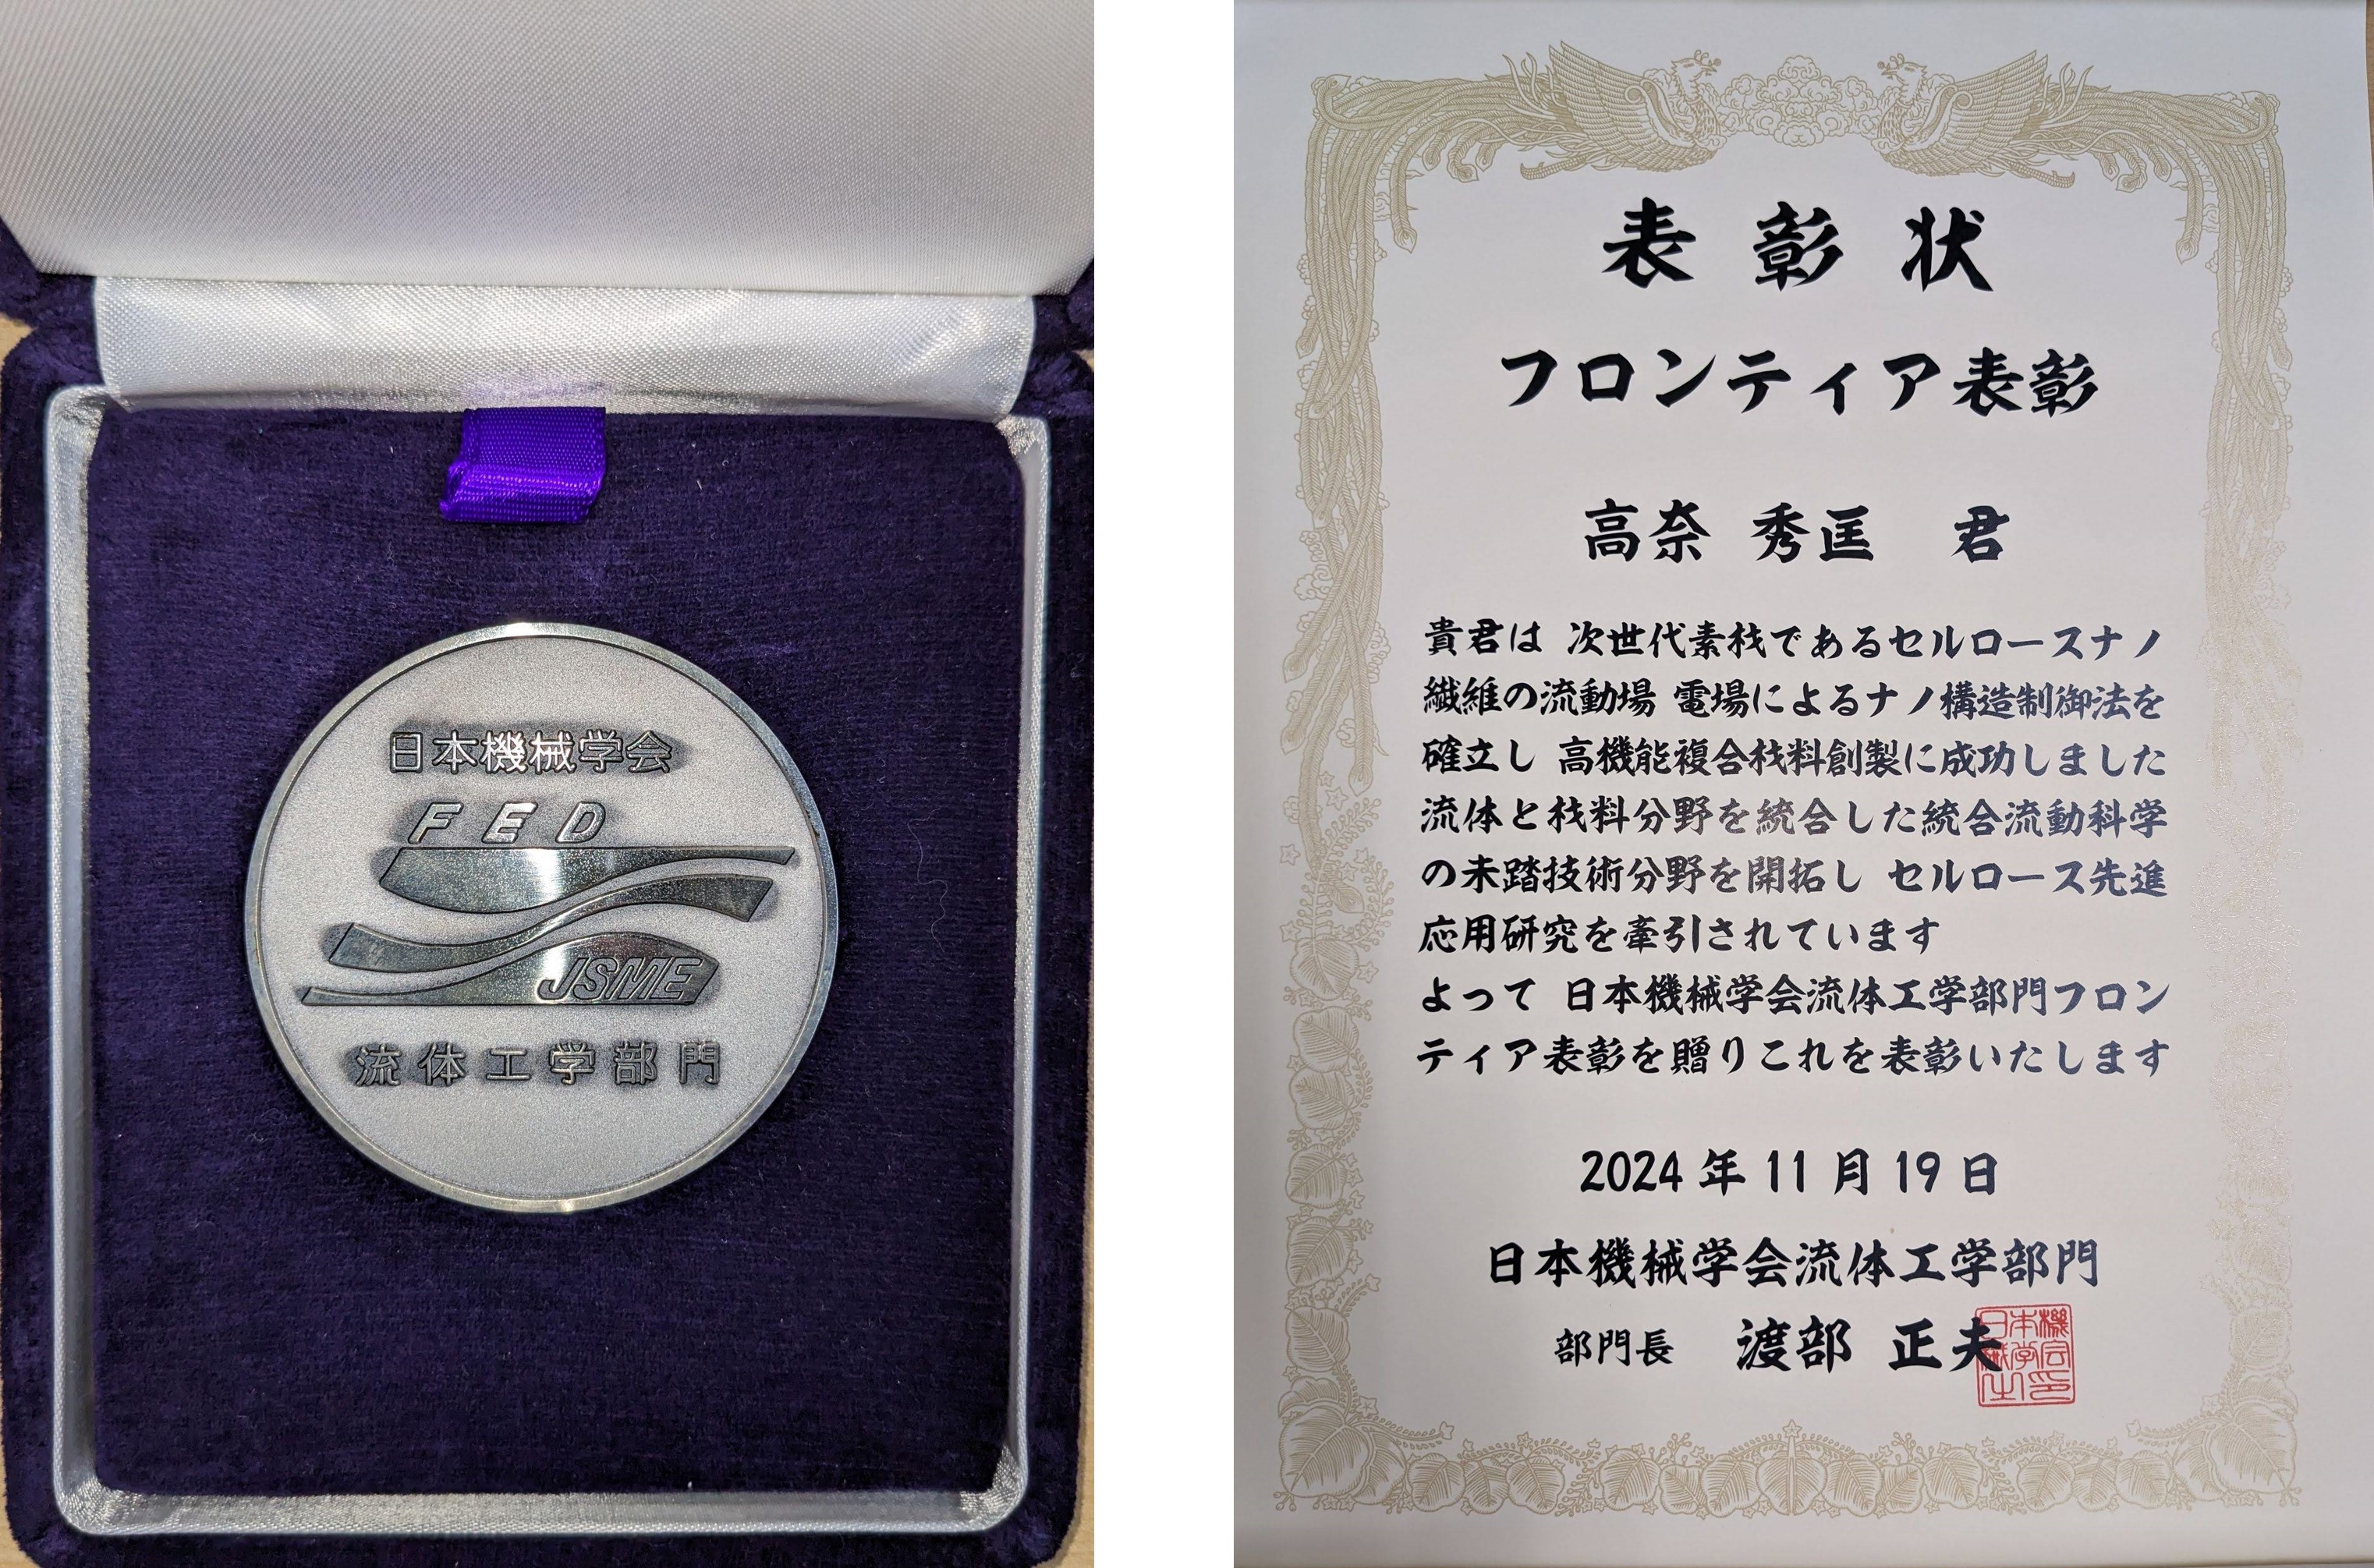 日本機械学会
FED
JSME
流体工学部門
表彰状
フロンティア表彰
高奈 秀匡 君
貴君は 次世代素材であるセルロースナノ
繊維の流動場 電場によるナノ構造制御法を
確立し 高機能複合材料創製に成功しました
流体と材料分野を統合した統合流動科学
の未踏技術分野を開拓し セルロース先進
応用研究を牽引されています
よって 日本機械学会流体工学部門フロン
ティア表彰を贈りこれを表彰いたします
2024年11月19日
日本機械学会流体工学部門
部門長 渡部 正夫